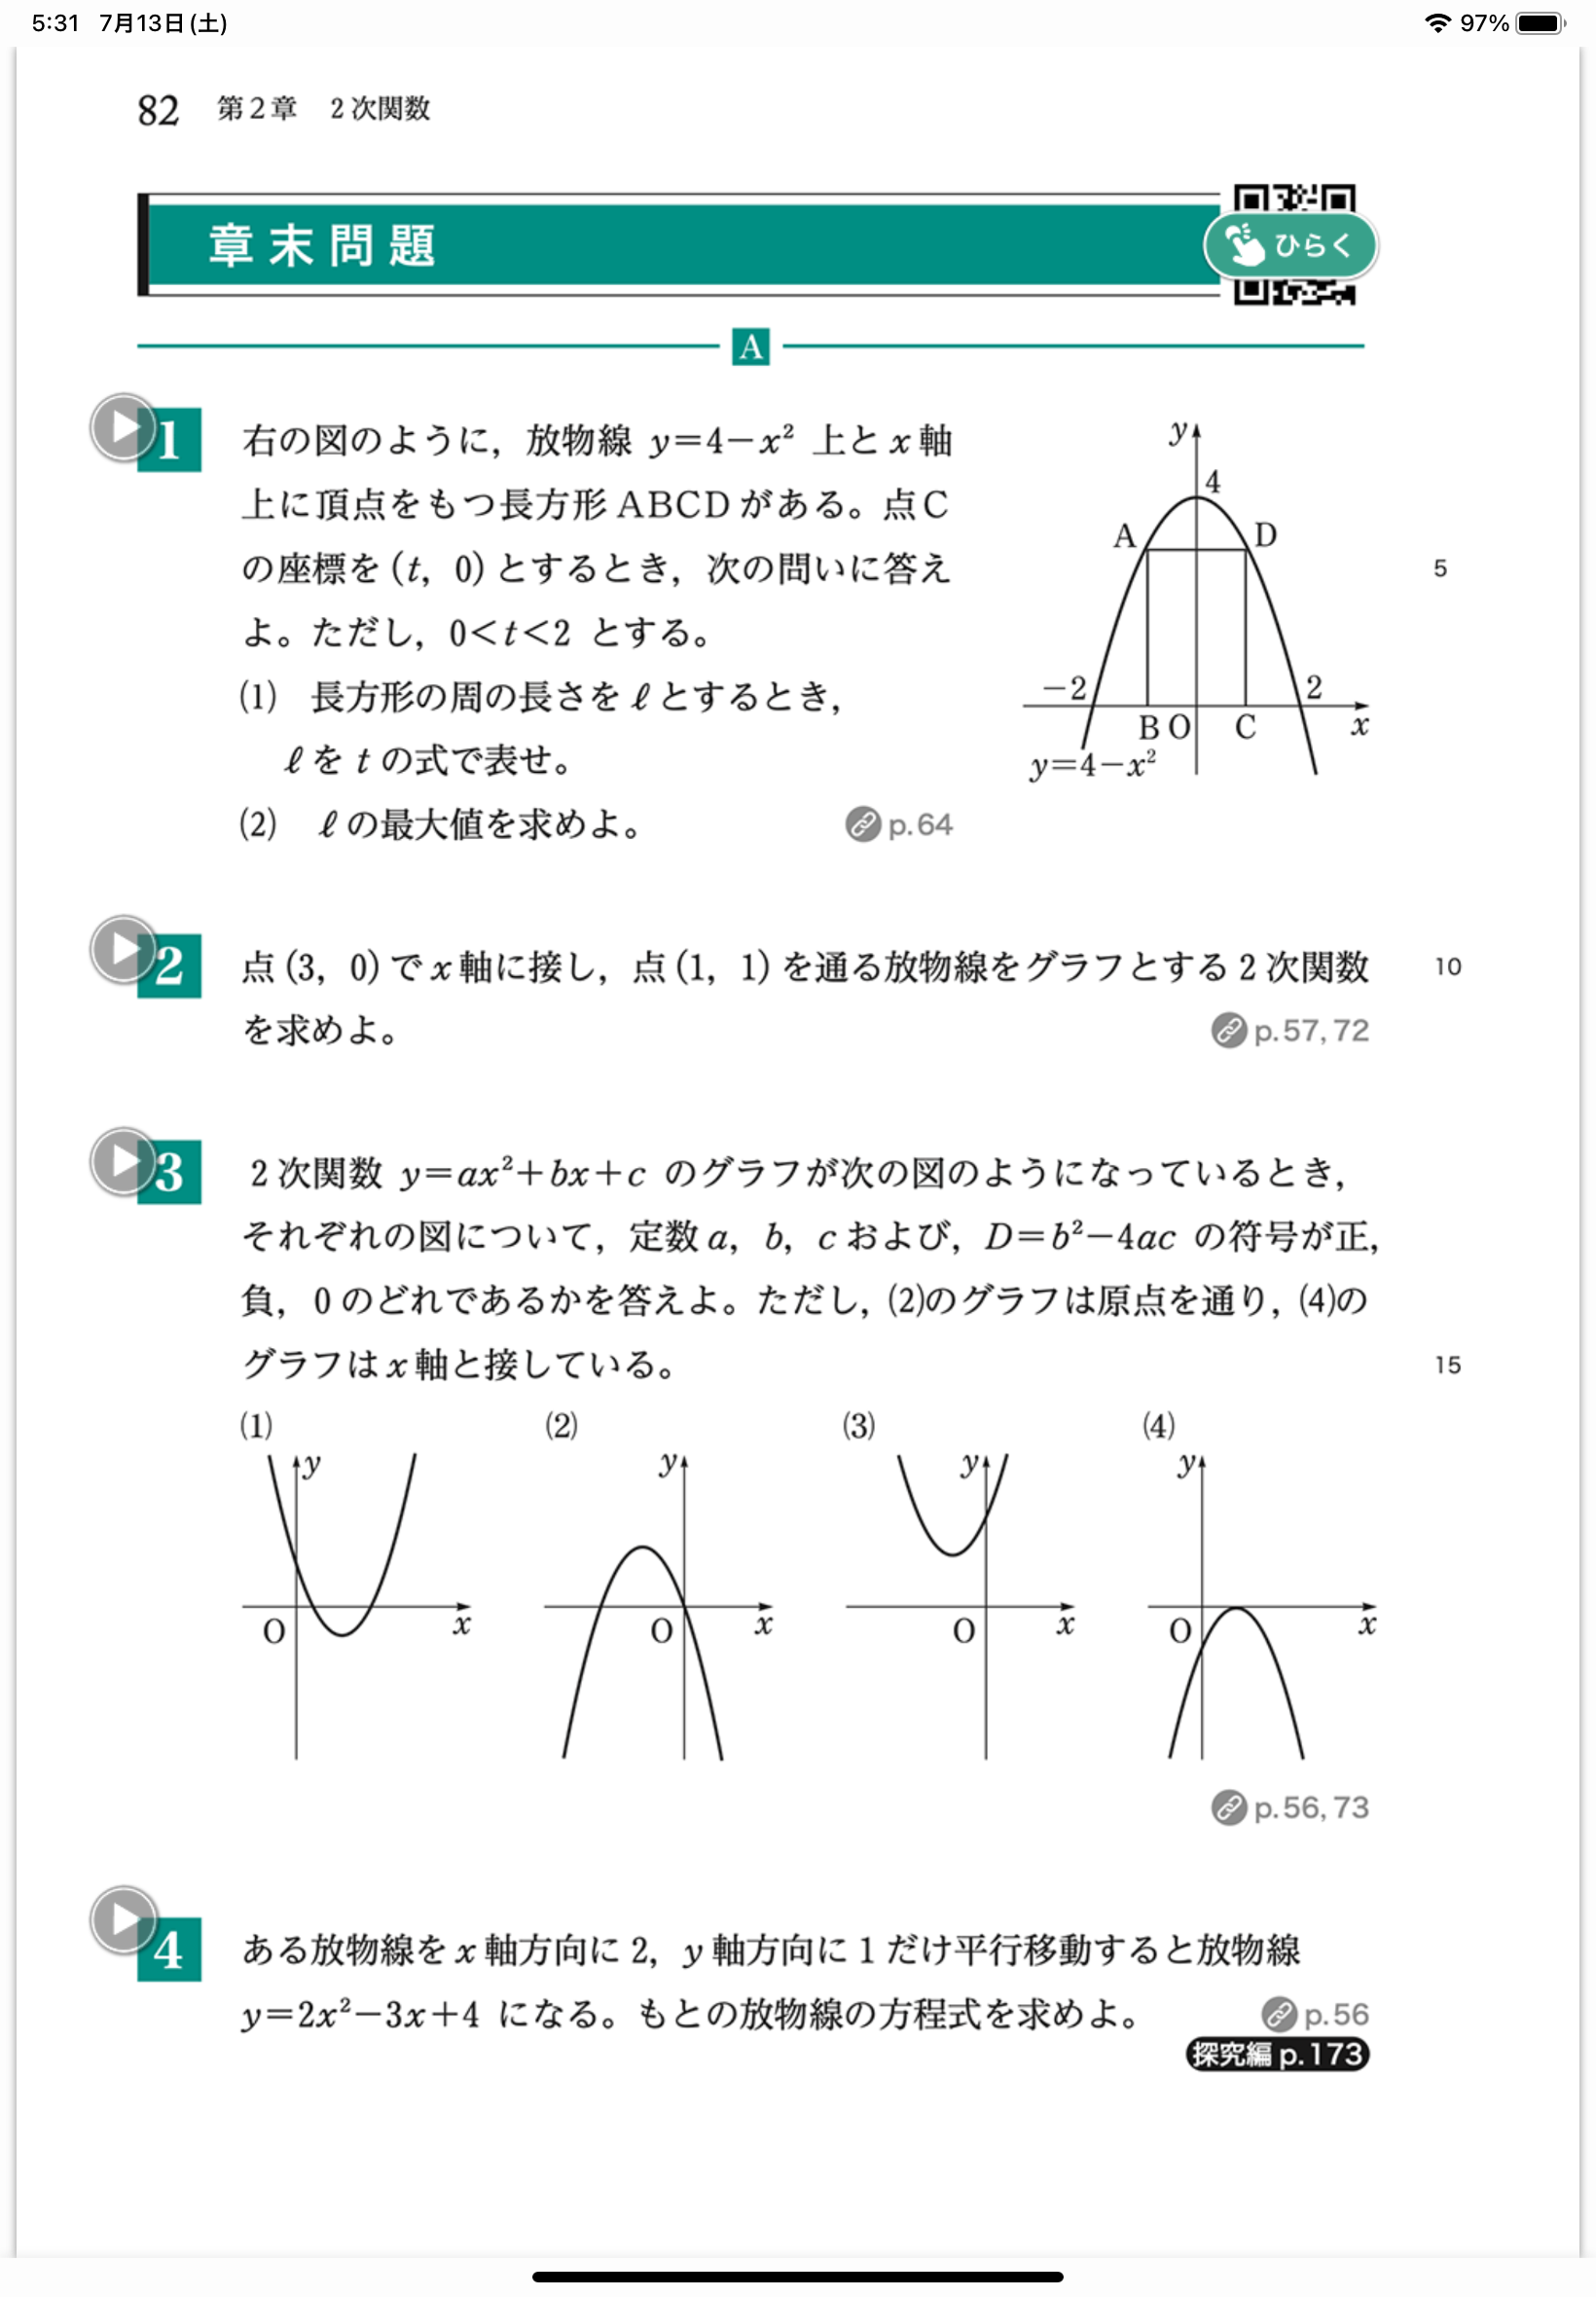 5:31 7月13日(土)
97%
82 第2章 2次関数
章末問題
ひらく
A
1 右の図のように，放物線 y=4−x² 上と x 軸
上に頂点をもつ長方形 ABCD がある。点C
の座標を (t, 0) とするとき，次の問いに答え
よ。ただし，0<t<2 とする。
5
(1) 長方形の周の長さを ℓ とするとき，
ℓ を t の式で表せ。
(2) ℓ の最大値を求めよ。
p.64
y
4
A D
−2 2
B O C x
y=4−x²
2 点 (3, 0) で x 軸に接し，点 (1, 1) を通る放物線をグラフとする 2 次関数
10
を求めよ。
p.57, 72
3 2 次関数 y=ax²+bx+c のグラフが次の図のようになっているとき，
それぞれの図について，定数 a，b，c および，D=b²−4ac の符号が正，
負，0 のどれであるかを答えよ。ただし，(2)のグラフは原点を通り，(4)の
グラフは x 軸と接している。
15
(1) (2) (3) (4)
y y y y
O x O x O x O x
p.56, 73
4 ある放物線を x 軸方向に 2，y 軸方向に 1 だけ平行移動すると放物線
y=2x²−3x+4 になる。もとの放物線の方程式を求めよ。
p.56
探究編 p.173